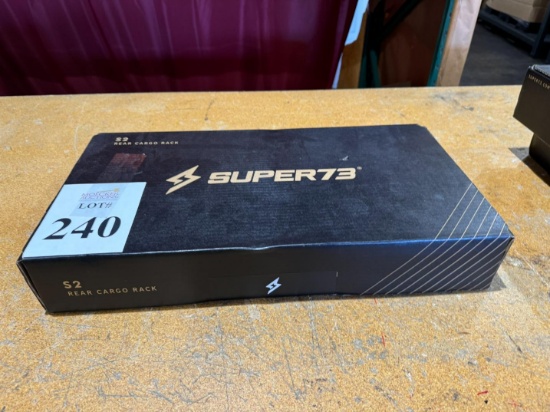 S2
REAR CARGO RACK
SUPER73®
LOT#
240
S2
REAR CARGO RACK